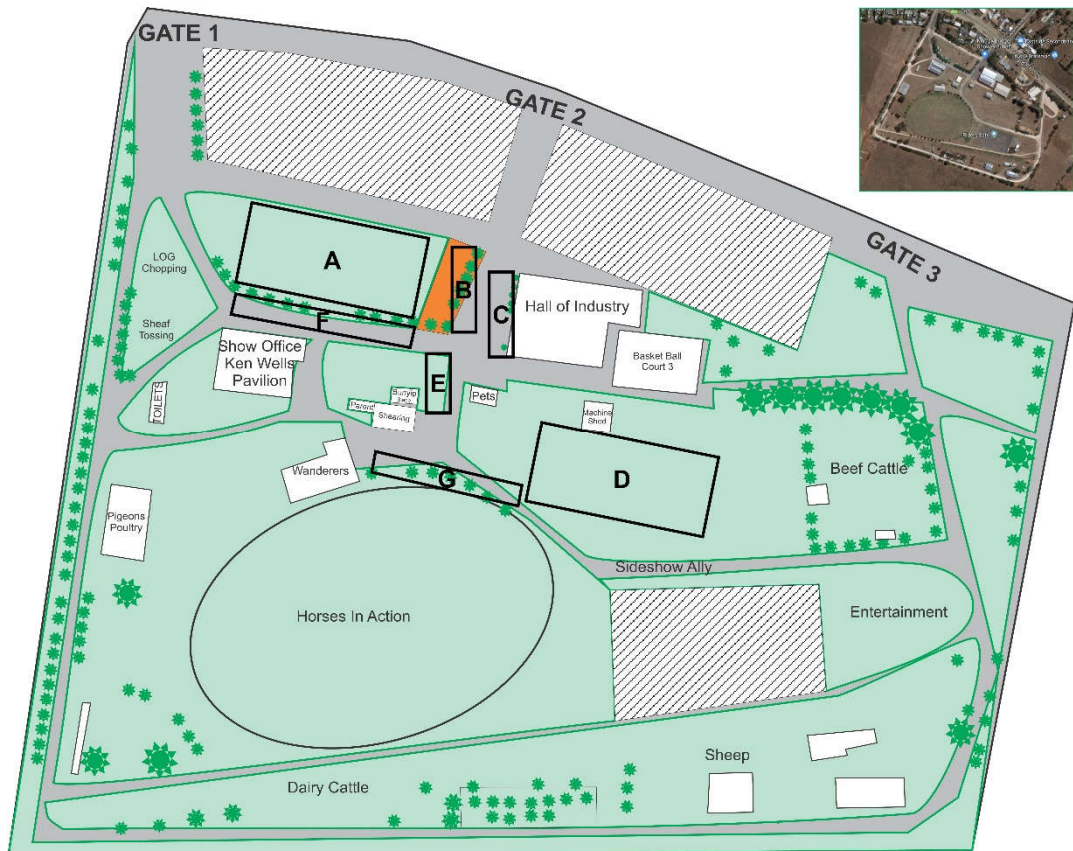 GATE 1
GATE 2
GATE 3
LOG
Chopping
A
B
C
Hall of Industry
F
Sheaf
Tossing
Show Office
Ken Wells
Pavilion
Basket Ball
Court 3
E
TOILETS
Parent
Shearing
Pets
Machine
Shed
Wanderers
G
D
Beef Cattle
Pigeons
Poultry
Sideshow Ally
Horses In Action
Entertainment
Sheep
Dairy Cattle